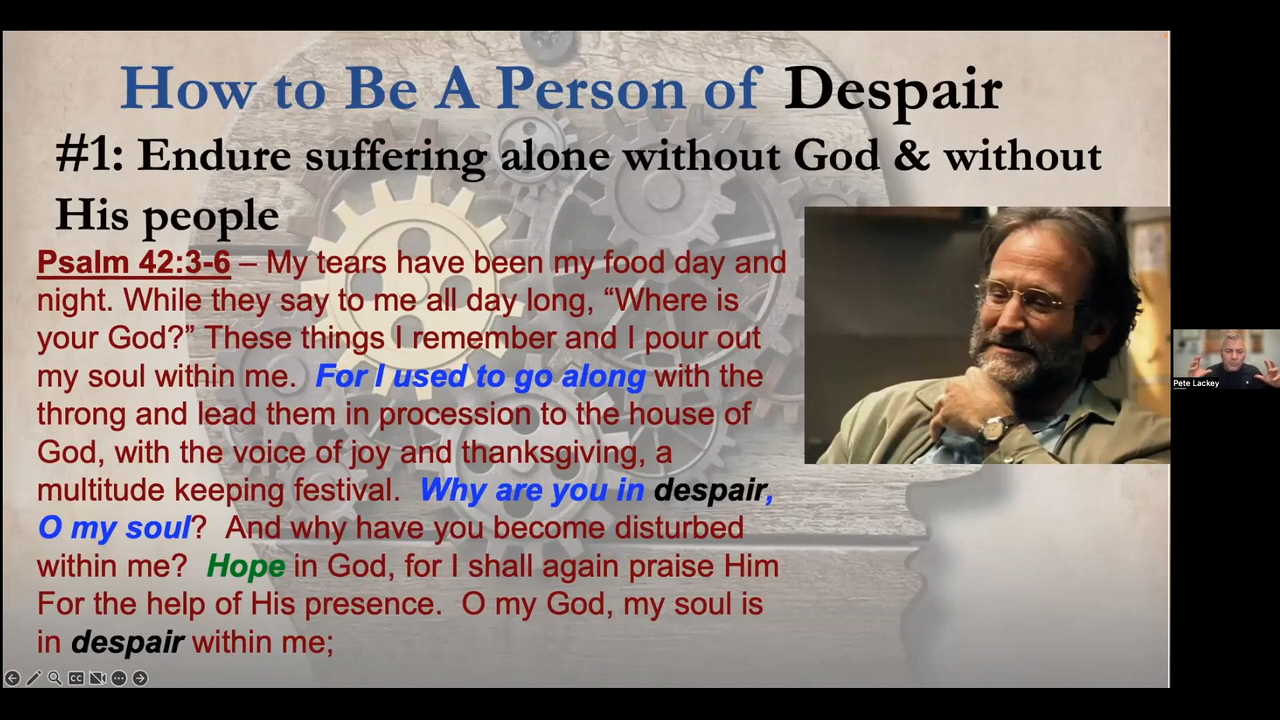 How to Be A Person of Despair
#1: Endure suffering alone without God & without
His people
Psalm 42:3-6 – My tears have been my food day and
night. While they say to me all day long, “Where is
your God?” These things I remember and I pour out
my soul within me. For I used to go along with the
throng and lead them in procession to the house of
God, with the voice of joy and thanksgiving, a
multitude keeping festival. Why are you in despair,
O my soul? And why have you become disturbed
within me? Hope in God, for I shall again praise Him
For the help of His presence. O my God, my soul is
in despair within me;
Pete Lackey
CC